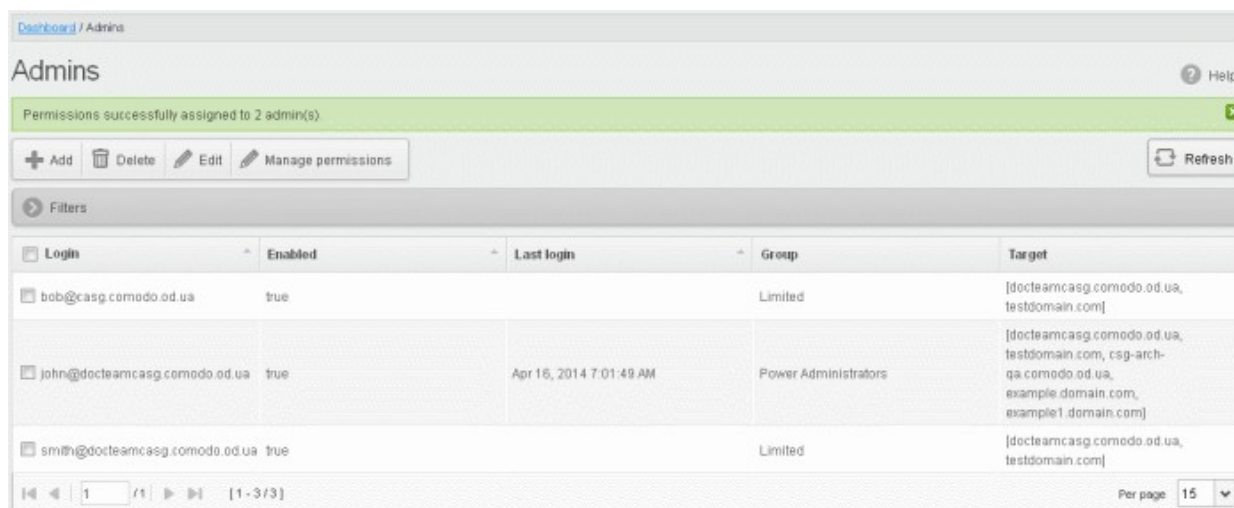 Dashboard / Admins
Admins
Help
Permissions successfully assigned to 2 admin(s).
Add Delete Edit Manage permissions
Refresh
Filters
Login Enabled Last login Group Target
bob@casg.comodo.od.ua true Limited [docteamcasg.comodo.od.ua,
testdomain.com]
john@docteamcasg.comodo.od.ua true Apr 16, 2014 7:01:49 AM Power Administrators [docteamcasg.comodo.od.ua,
testdomain.com, csg-arch-
qa.comodo.od.ua,
example.domain.com,
example1.domain.com]
smith@docteamcasg.comodo.od.ua true Limited [docteamcasg.comodo.od.ua,
testdomain.com]
1 /1 [1 - 3 / 3] Per page 15